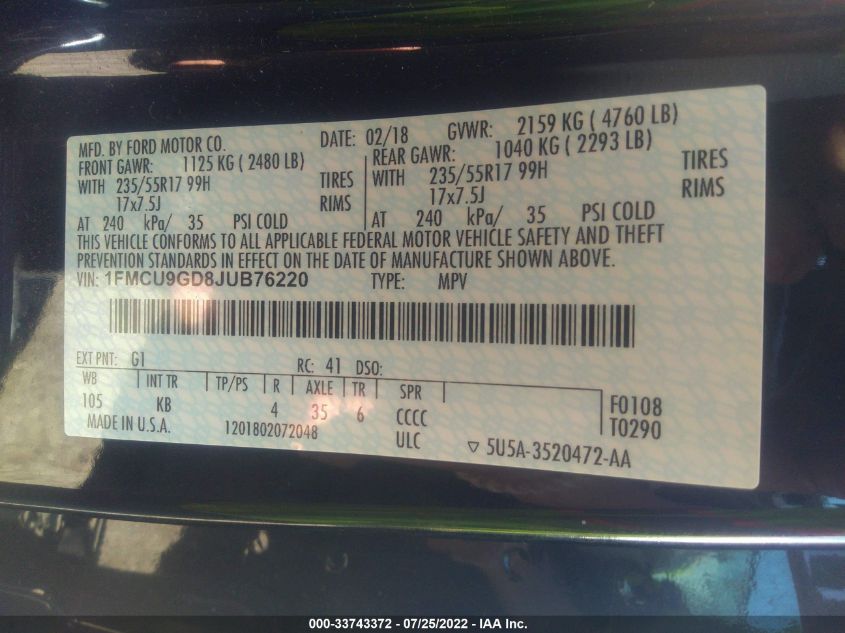 MFD. BY FORD MOTOR CO. DATE: 02/18 GVWR: 2159 KG ( 4760 LB)
FRONT GAWR: 1125 KG ( 2480 LB) REAR GAWR: 1040 KG ( 2293 LB)
WITH 235/55R17 99H TIRES WITH 235/55R17 99H TIRES
17x7.5J RIMS 17x7.5J RIMS
AT 240 kPa/ 35 PSI COLD AT 240 kPa/ 35 PSI COLD
THIS VEHICLE CONFORMS TO ALL APPLICABLE FEDERAL MOTOR VEHICLE SAFETY AND THEFT
PREVENTION STANDARDS IN EFFECT ON THE DATE OF MANUFACTURE SHOWN ABOVE.
VIN: 1FMCU9GD8JUB76220 TYPE: MPV
EXT PNT: G1 RC: 41 DSO:
WB INT TR TP/PS R AXLE TR SPR
105 KB 4 35 6 CCCC F0108
MADE IN U.S.A. 1201802072048 ULC T0290
▽ 5U5A-3520472-AA
000-33743372 - 07/25/2022 - IAA Inc.